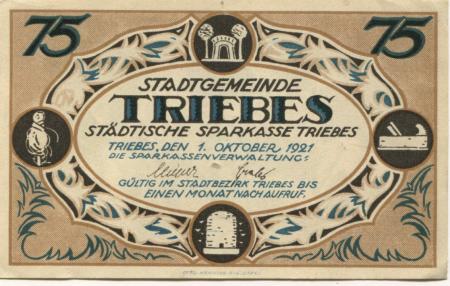 75 75
STADTGEMEINDE
TRIEBES
STÄDTISCHE SPARKASSE TRIEBES
TRIEBES, DEN 1. OKTOBER 1921
DIE SPARKASSENVERWALTUNG:
GÜLTIG IM STADTBEZIRK TRIEBES BIS
EINEN MONAT NACH AUFRUF.